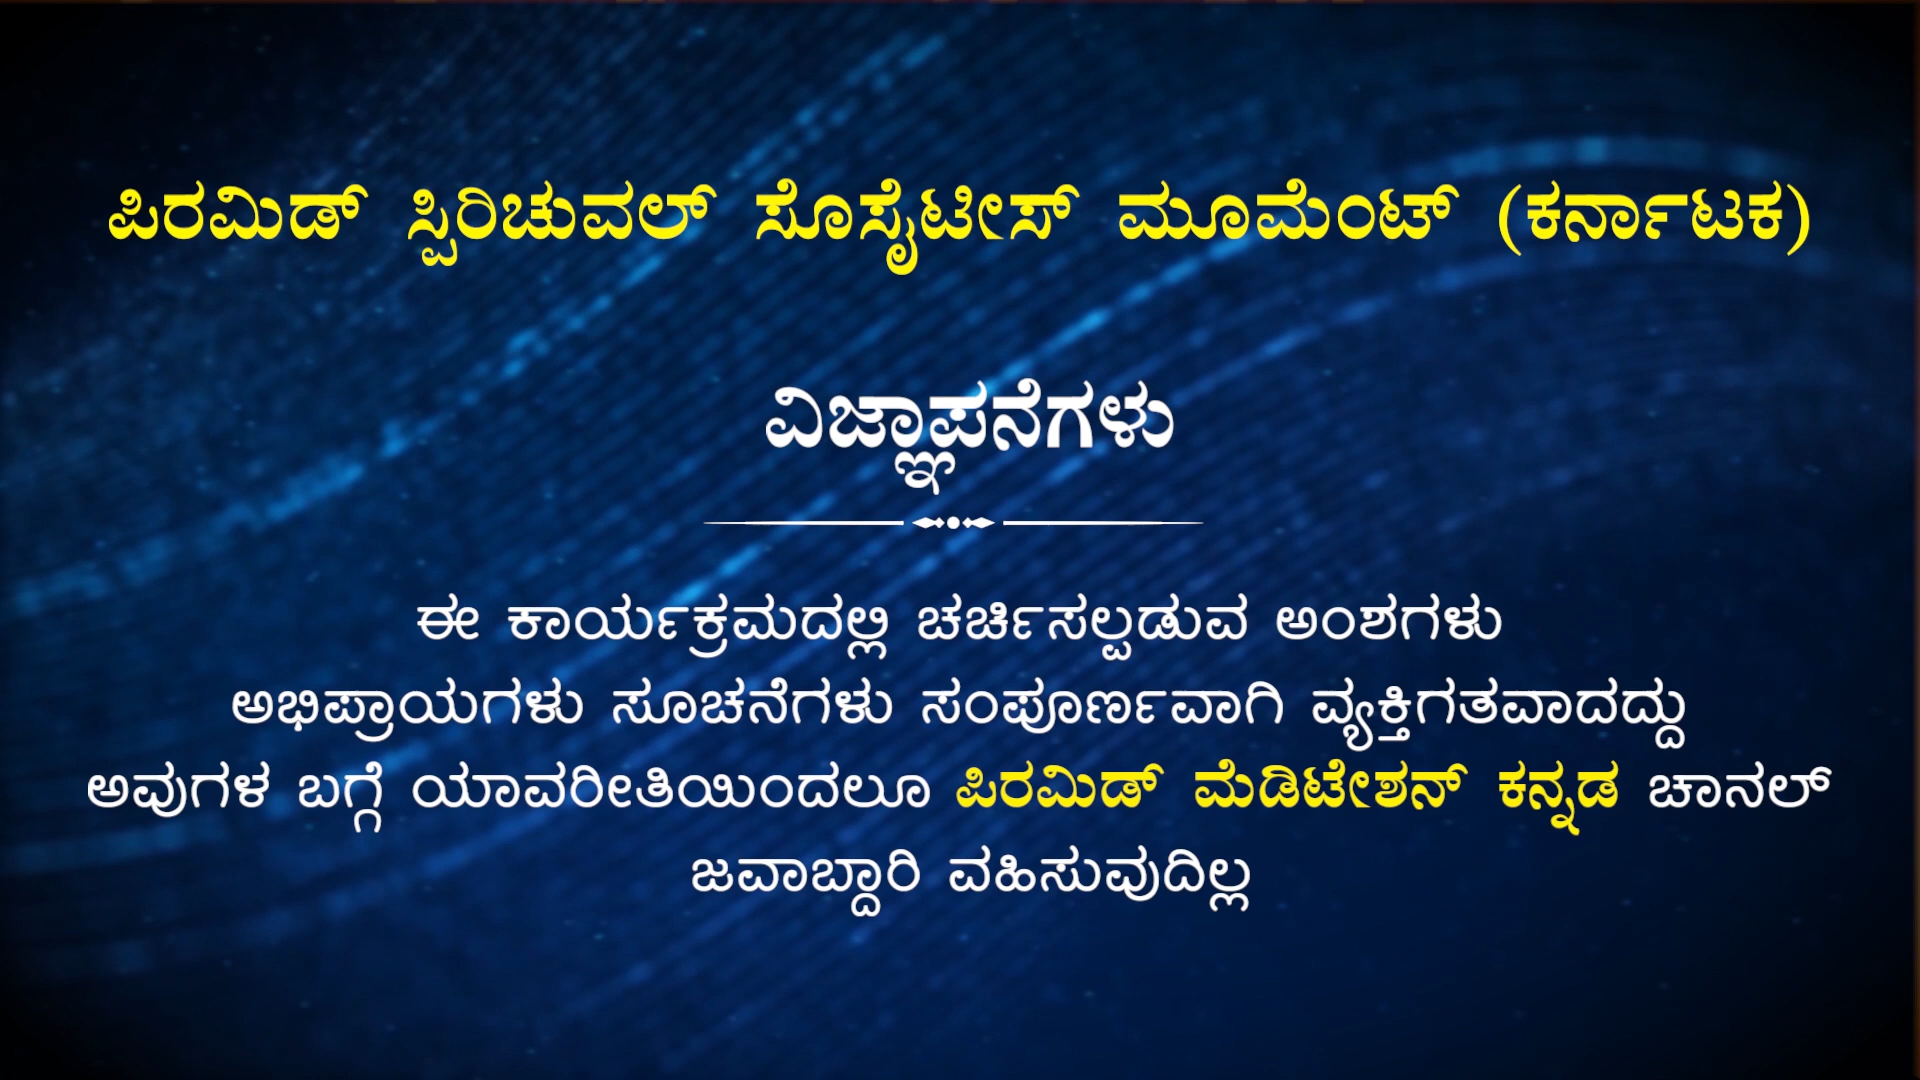 ಪಿರಮಿಡ್ ಸ್ಪಿರಿಚುವಲ್ ಸೊಸೈಟೀಸ್ ಮೂಮೆಂಟ್ (ಕರ್ನಾಟಕ)
ವಿಜ್ಞಾಪನೆಗಳು
ಈ ಕಾರ್ಯಕ್ರಮದಲ್ಲಿ ಚರ್ಚಿಸಲ್ಪಡುವ ಅಂಶಗಳು
ಅಭಿಪ್ರಾಯಗಳು ಸೂಚನೆಗಳು ಸಂಪೂರ್ಣವಾಗಿ ವ್ಯಕ್ತಿಗತವಾದದ್ದು
ಅವುಗಳ ಬಗ್ಗೆ ಯಾವರೀತಿಯಿಂದಲೂ ಪಿರಮಿಡ್ ಮೆಡಿಟೇಶನ್ ಕನ್ನಡ ಚಾನಲ್
ಜವಾಬ್ದಾರಿ ವಹಿಸುವುದಿಲ್ಲ